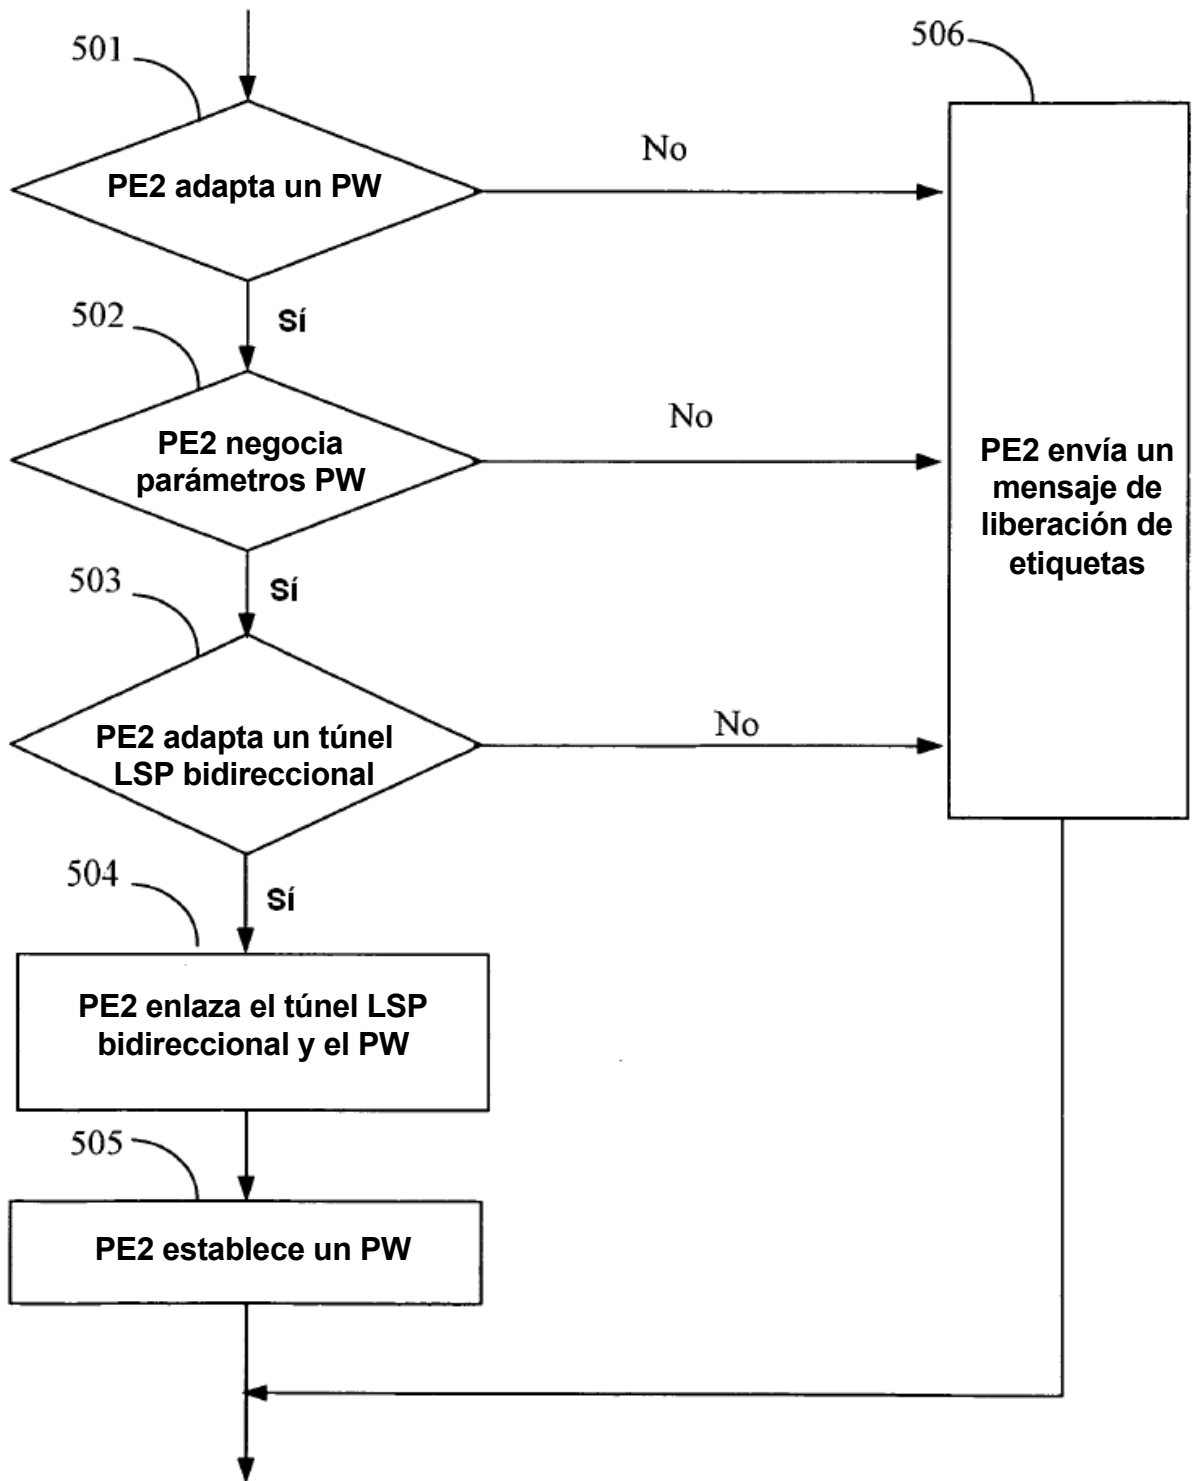 501
506
No
PE2 adapta un PW
502
Sí
No
PE2 negocia
parámetros PW
PE2 envía un
mensaje de
liberación de
etiquetas
503
Sí
No
PE2 adapta un túnel
LSP bidireccional
504
Sí
PE2 enlaza el túnel LSP
bidireccional y el PW
505
PE2 establece un PW